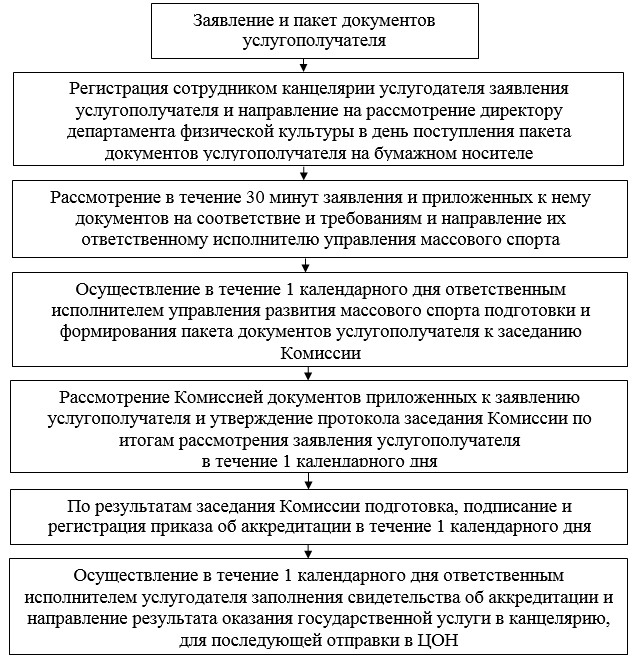 Заявление и пакет документов
услугополучателя
Регистрация сотрудником канцелярии услугодателя заявления
услугополучателя и направление на рассмотрение директору
департамента физической культуры в день поступления пакета
документов услугополучателя на бумажном носителе
Рассмотрение в течение 30 минут заявления и приложенных к нему
документов на соответствие и требованиям и направление их
ответственному исполнителю управления массового спорта
Осуществление в течение 1 календарного дня ответственным
исполнителем управления развития массового спорта подготовки и
формирования пакета документов услугополучателя к заседанию
Комиссии
Рассмотрение Комиссией документов приложенных к заявлению
услугополучателя и утверждение протокола заседания Комиссии по
итогам рассмотрения заявления услугополучателя
в течение 1 календарного дня
По результатам заседания Комиссии подготовка, подписание и
регистрация приказа об аккредитации в течение 1 календарного дня
Осуществление в течение 1 календарного дня ответственным
исполнителем услугодателя заполнения свидетельства об аккредитации и
направление результата оказания государственной услуги в канцелярию,
для последующей отправки в ЦОН